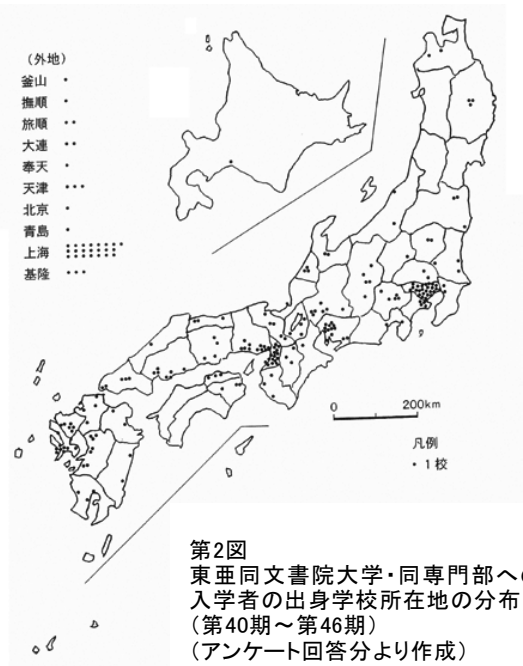 (外地)
釜山
撫順
旅順
大連
奉天
天津
北京
青島
上海
基隆
0 200km
凡例
・1校
第2図
東亜同文書院大学・同専門部への
入学者の出身学校所在地の分布
(第40期～第46期)
(アンケート回答分より作成)